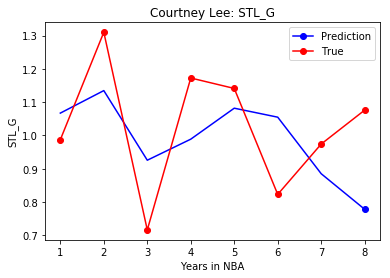 Courtney Lee: STL_G
Prediction
True
STL_G
1.3
1.2
1.1
1.0
0.9
0.8
0.7
1 2 3 4 5 6 7 8
Years in NBA